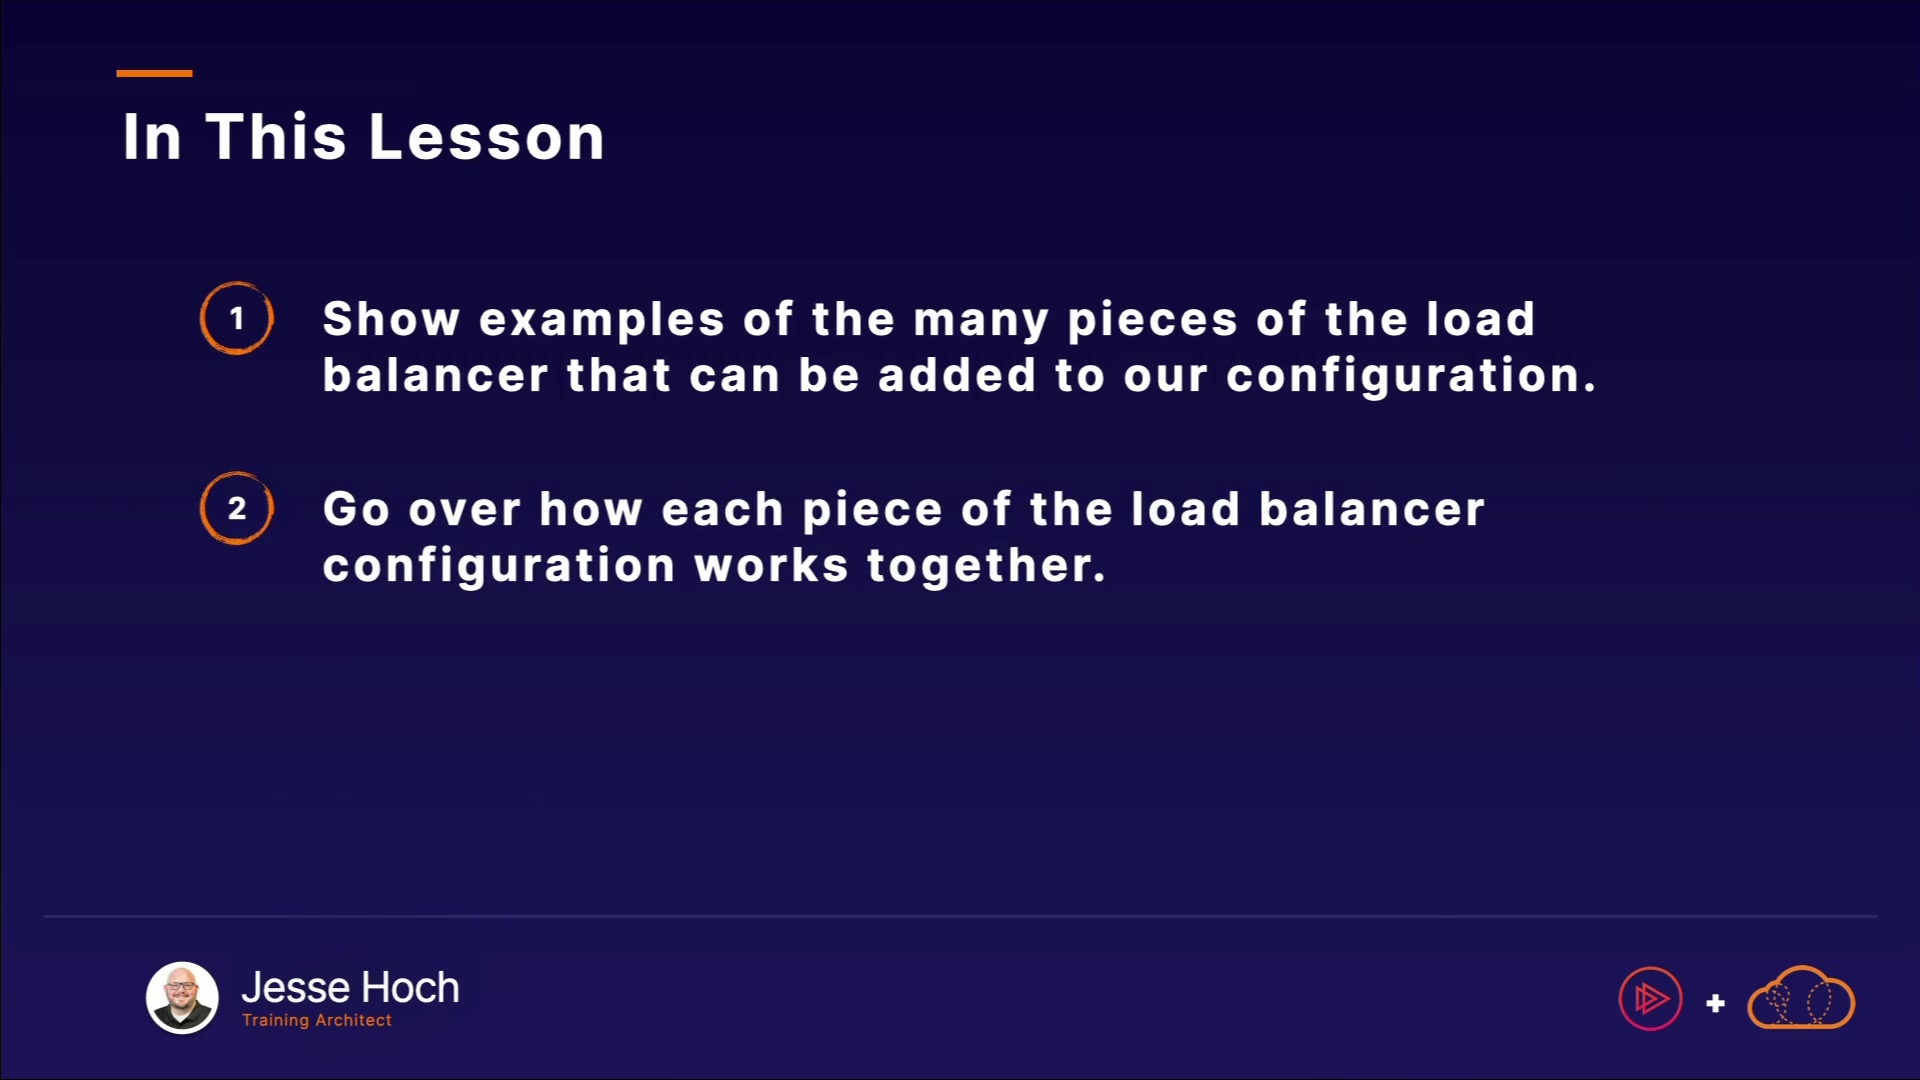 In This Lesson
1
Show examples of the many pieces of the load
balancer that can be added to our configuration.
2
Go over how each piece of the load balancer
configuration works together.
Jesse Hoch
Training Architect
+